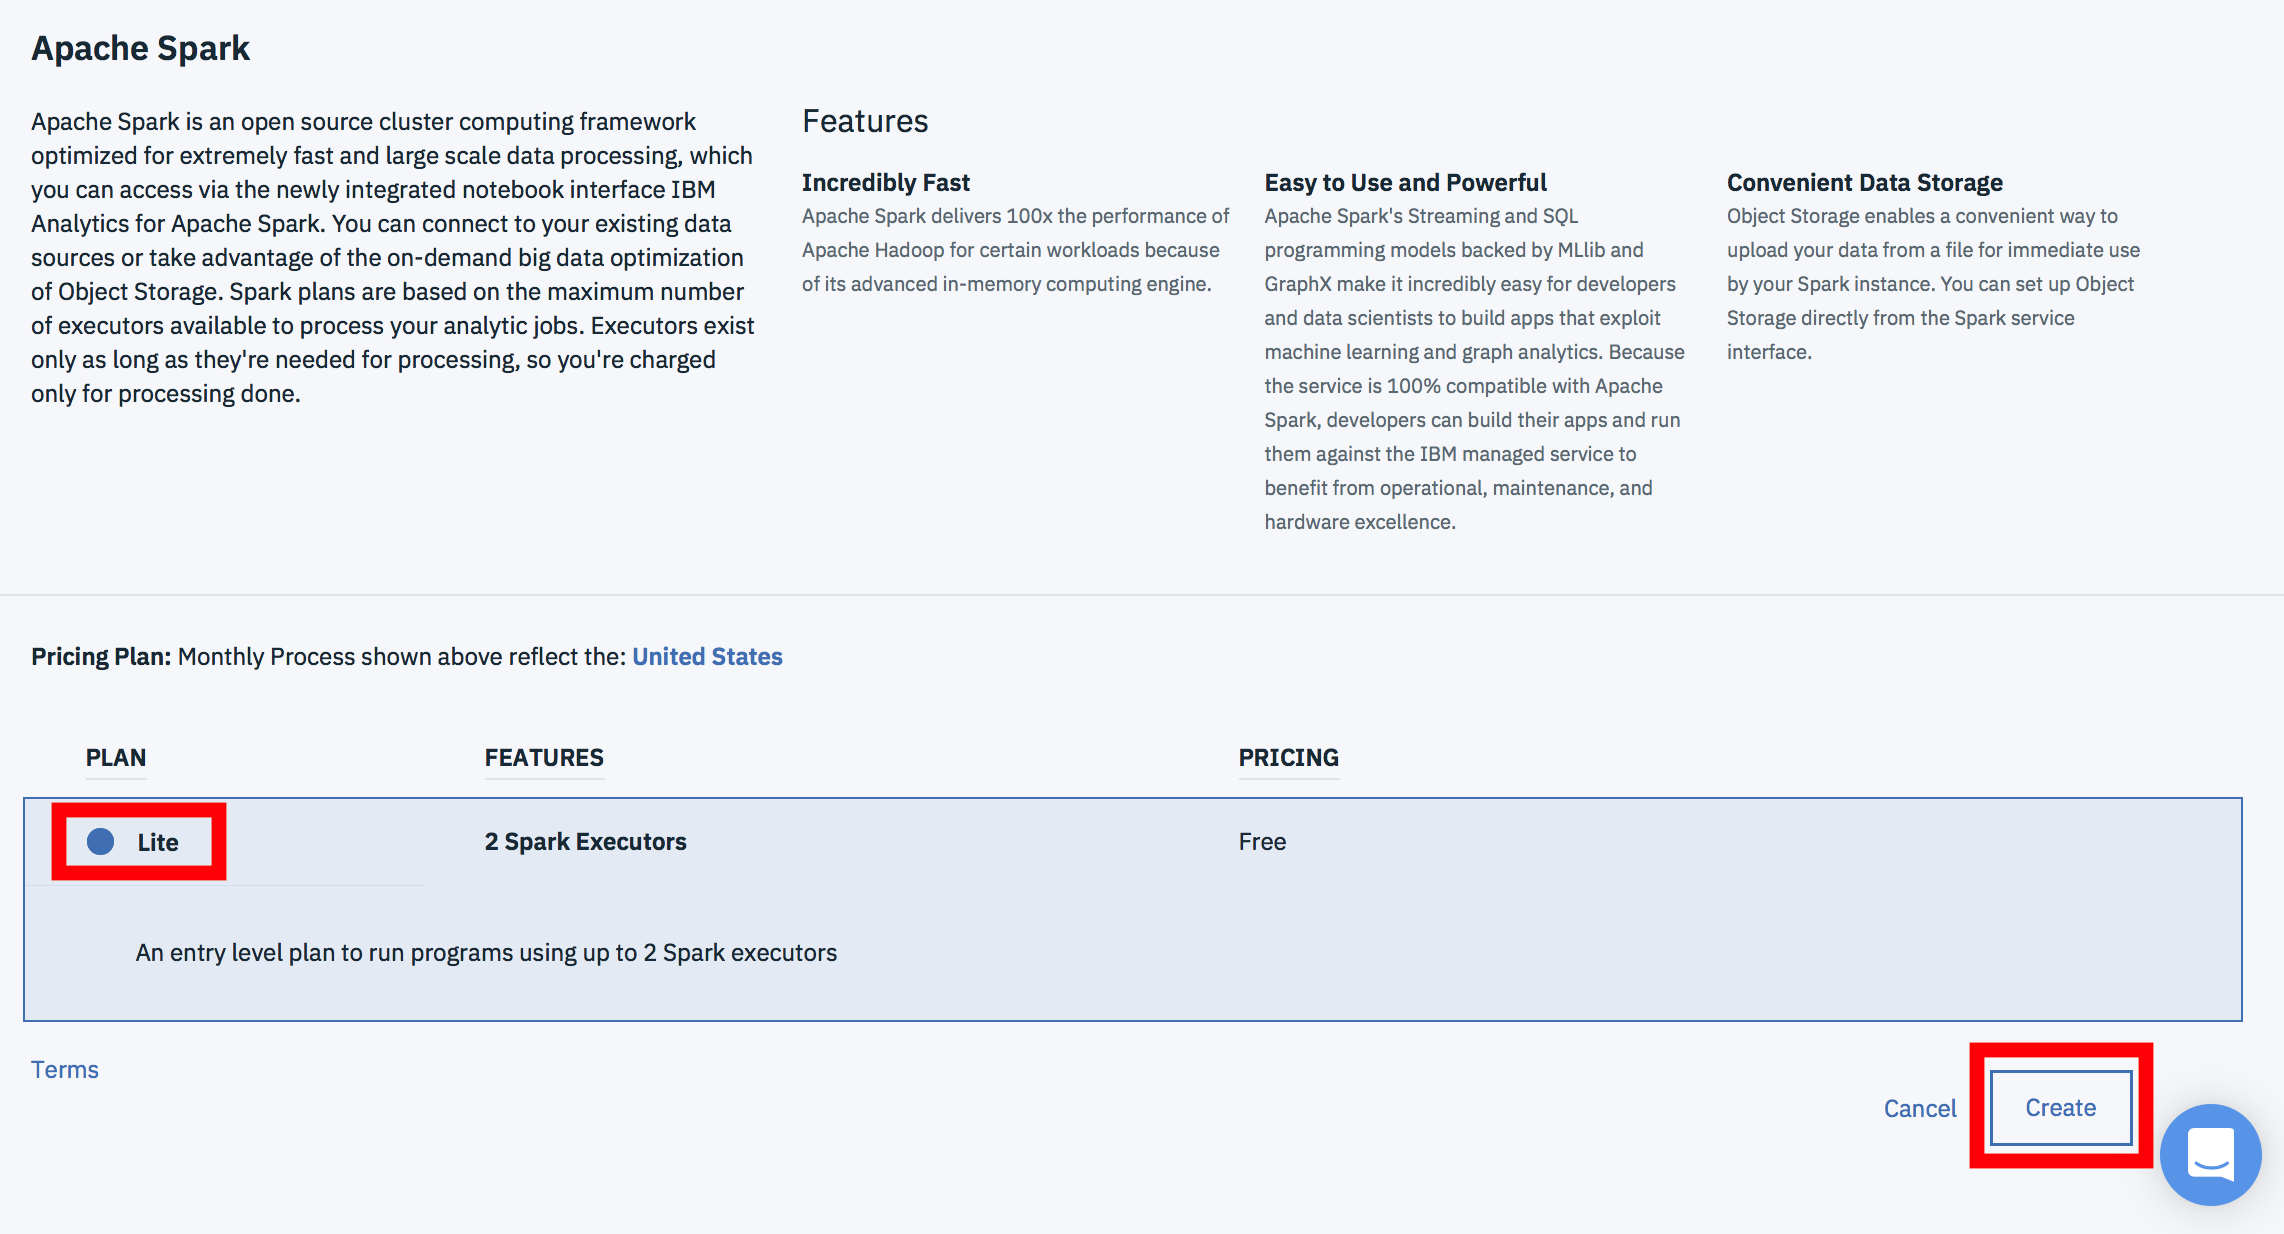 Apache Spark
Apache Spark is an open source cluster computing framework
optimized for extremely fast and large scale data processing, which
you can access via the newly integrated notebook interface IBM
Analytics for Apache Spark. You can connect to your existing data
sources or take advantage of the on-demand big data optimization
of Object Storage. Spark plans are based on the maximum number
of executors available to process your analytic jobs. Executors exist
only as long as they're needed for processing, so you're charged
only for processing done.
Features
Incredibly Fast
Apache Spark delivers 100x the performance of
Apache Hadoop for certain workloads because
of its advanced in-memory computing engine.
Easy to Use and Powerful
Apache Spark's Streaming and SQL
programming models backed by MLlib and
GraphX make it incredibly easy for developers
and data scientists to build apps that exploit
machine learning and graph analytics. Because
the service is 100% compatible with Apache
Spark, developers can build their apps and run
them against the IBM managed service to
benefit from operational, maintenance, and
hardware excellence.
Convenient Data Storage
Object Storage enables a convenient way to
upload your data from a file for immediate use
by your Spark instance. You can set up Object
Storage directly from the Spark service
interface.
Pricing Plan: Monthly Process shown above reflect the: United States
PLAN FEATURES PRICING
Lite 2 Spark Executors Free
An entry level plan to run programs using up to 2 Spark executors
Terms
Cancel Create